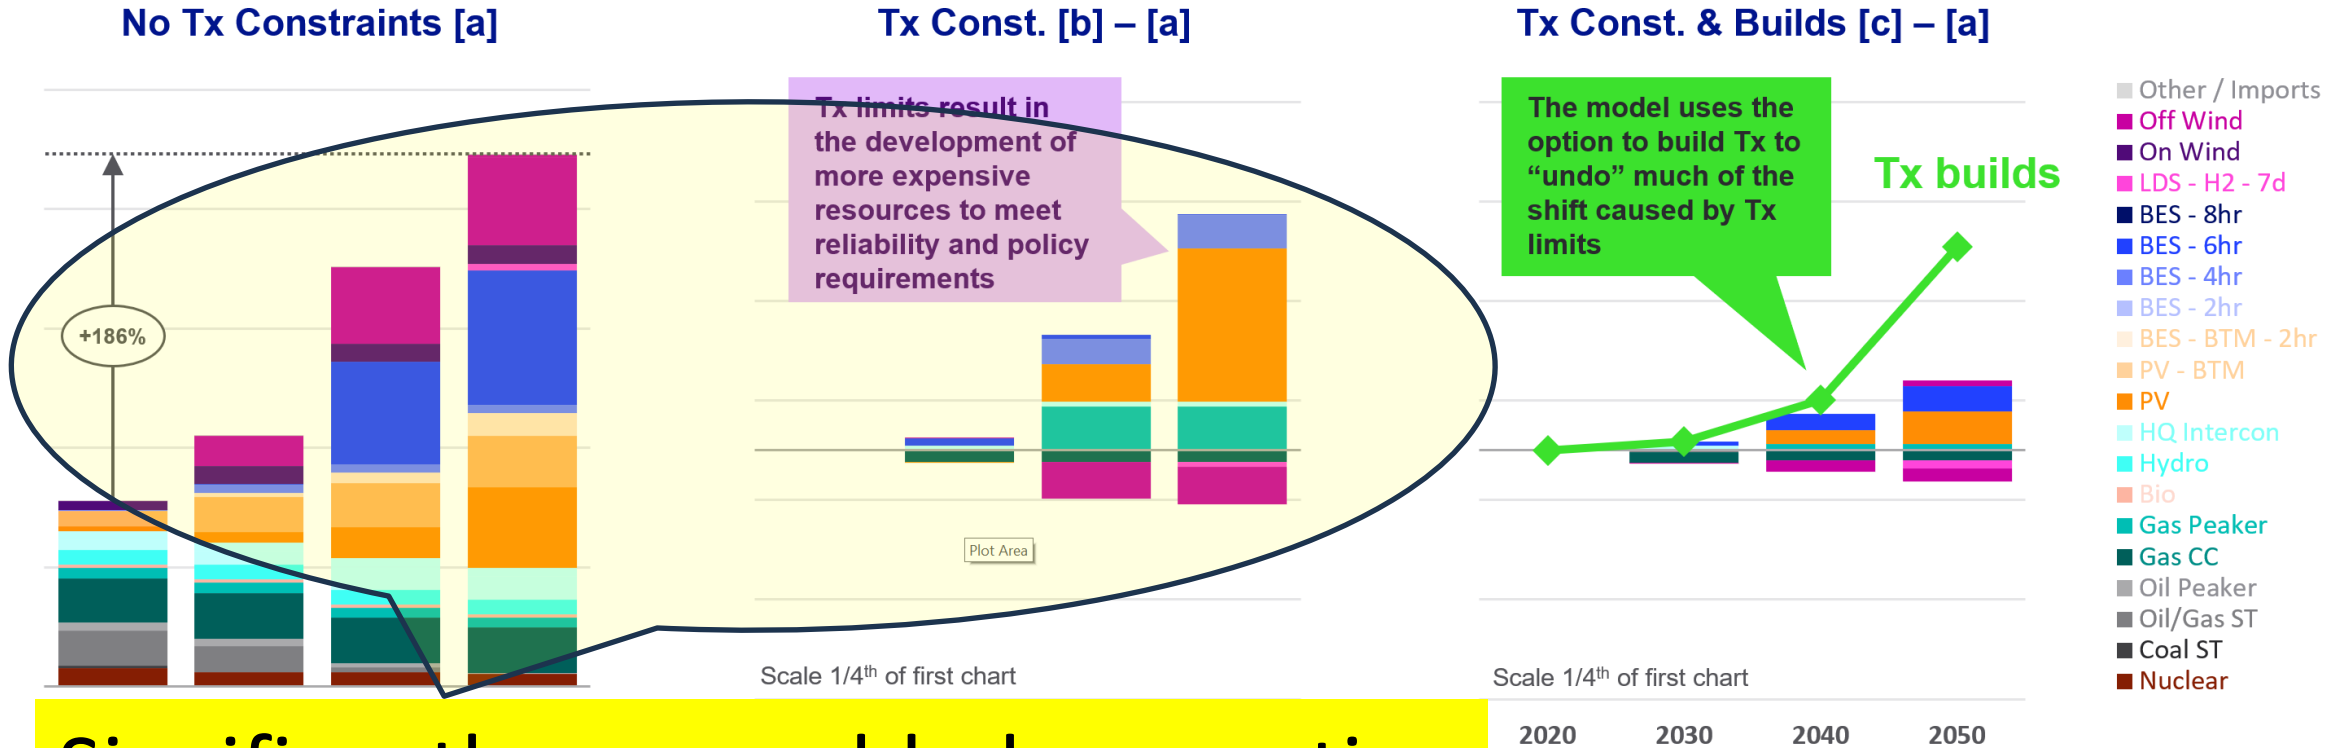 No Tx Constraints [a]
Tx Const. [b] – [a]
Tx Const. & Builds [c] – [a]
+186%
Tx limits result in
the development of
more expensive
resources to meet
reliability and policy
requirements
Plot Area
Scale 1/4th of first chart
The model uses the
option to build Tx to
“undo” much of the
shift caused by Tx
limits
Tx builds
Scale 1/4th of first chart
2020 2030 2040 2050
Other / Imports
Off Wind
On Wind
LDS - H2 - 7d
BES - 8hr
BES - 6hr
BES - 4hr
BES - 2hr
BES - BTM - 2hr
PV - BTM
PV
HQ Intercon
Hydro
Bio
Gas Peaker
Gas CC
Oil Peaker
Oil/Gas ST
Coal ST
Nuclear